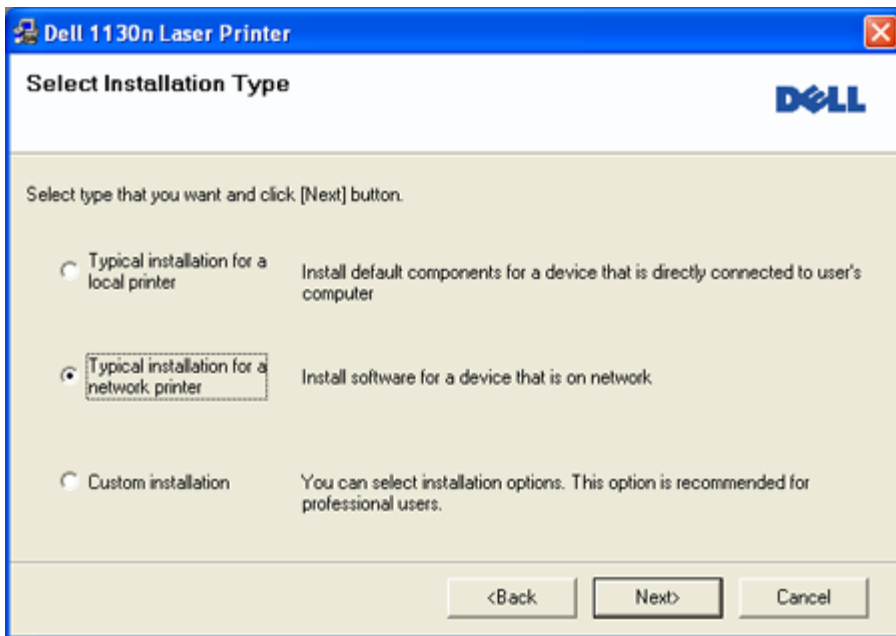 Dell 1130n Laser Printer
Select Installation Type
DELL
Select type that you want and click [Next] button.
Typical installation for a
local printer
Install default components for a device that is directly connected to user's
computer
Typical installation for a
network printer
Install software for a device that is on network
Custom installation
You can select installation options. This option is recommended for
professional users.
<Back
Next>
Cancel